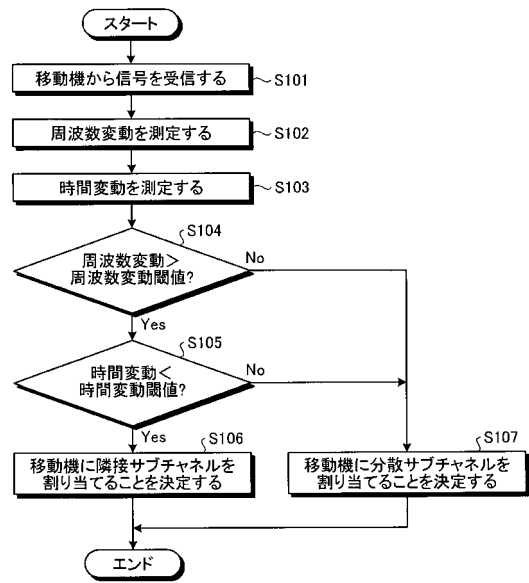 スタート
移動機から信号を受信する
S101
周波数変動を測定する
S102
時間変動を測定する
S103
S104
周波数変動>
周波数変動閾値?
No
Yes
S105
時間変動<
時間変動閾値?
No
Yes
S106
移動機に隣接サブチャネルを
割り当てることを決定する
S107
移動機に分散サブチャネルを
割り当てることを決定する
エンド